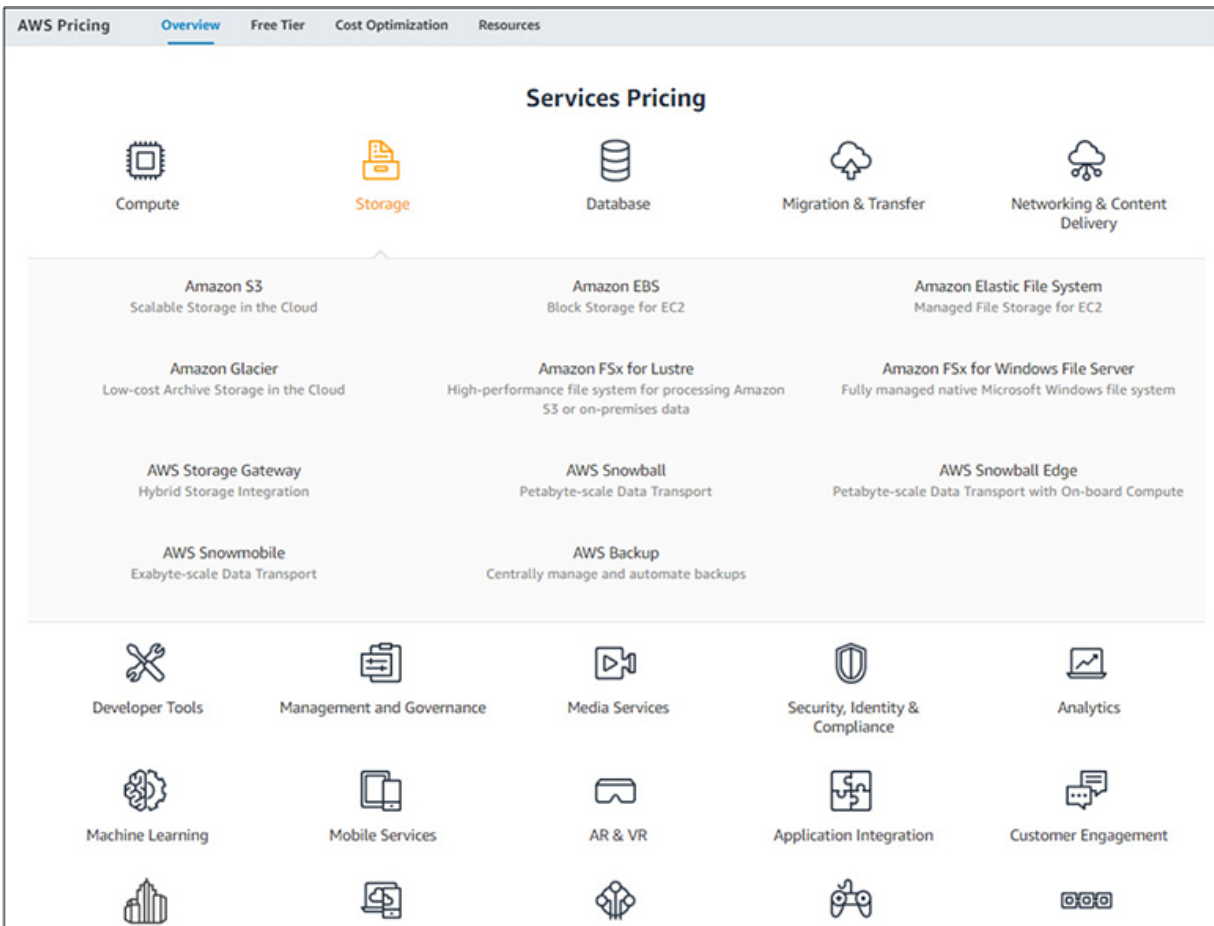 AWS Pricing Overview Free Tier Cost Optimization Resources
Services Pricing
Compute Storage Database Migration & Transfer Networking & Content
Delivery
Amazon S3 Amazon EBS Amazon Elastic File System
Scalable Storage in the Cloud Block Storage for EC2 Managed File Storage for EC2
Amazon Glacier Amazon FSx for Lustre Amazon FSx for Windows File Server
Low-cost Archive Storage in the Cloud High-performance file system for processing Amazon Fully managed native Microsoft Windows file system
S3 or on-premises data
AWS Storage Gateway AWS Snowball AWS Snowball Edge
Hybrid Storage Integration Petabyte-scale Data Transport Petabyte-scale Data Transport with On-board Compute
AWS Snowmobile AWS Backup
Exabyte-scale Data Transport Centrally manage and automate backups
Developer Tools Management and Governance Media Services Security, Identity & Analytics
Compliance
Machine Learning Mobile Services AR & VR Application Integration Customer Engagement